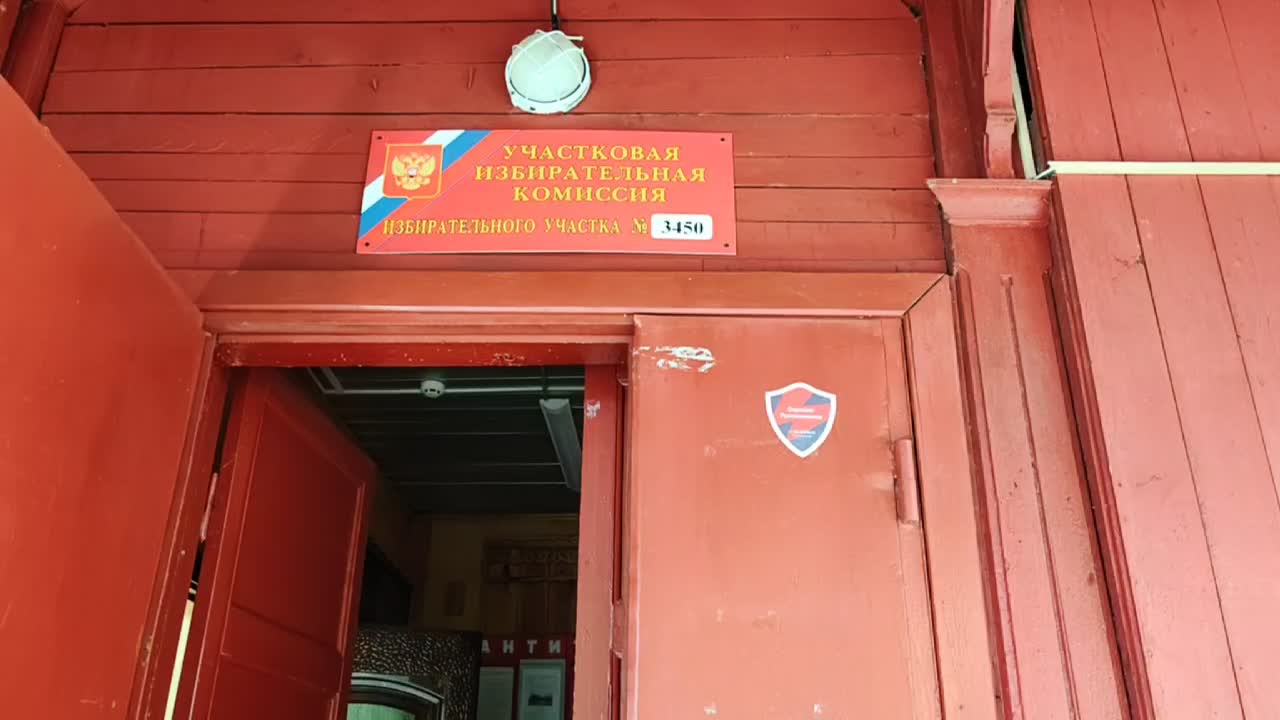 УЧАСТКОВАЯ
ИЗБИРАТЕЛЬНАЯ
КОМИССИЯ
ИЗБИРАТЕЛЬНОГО УЧАСТКА № 3450
АНТИ